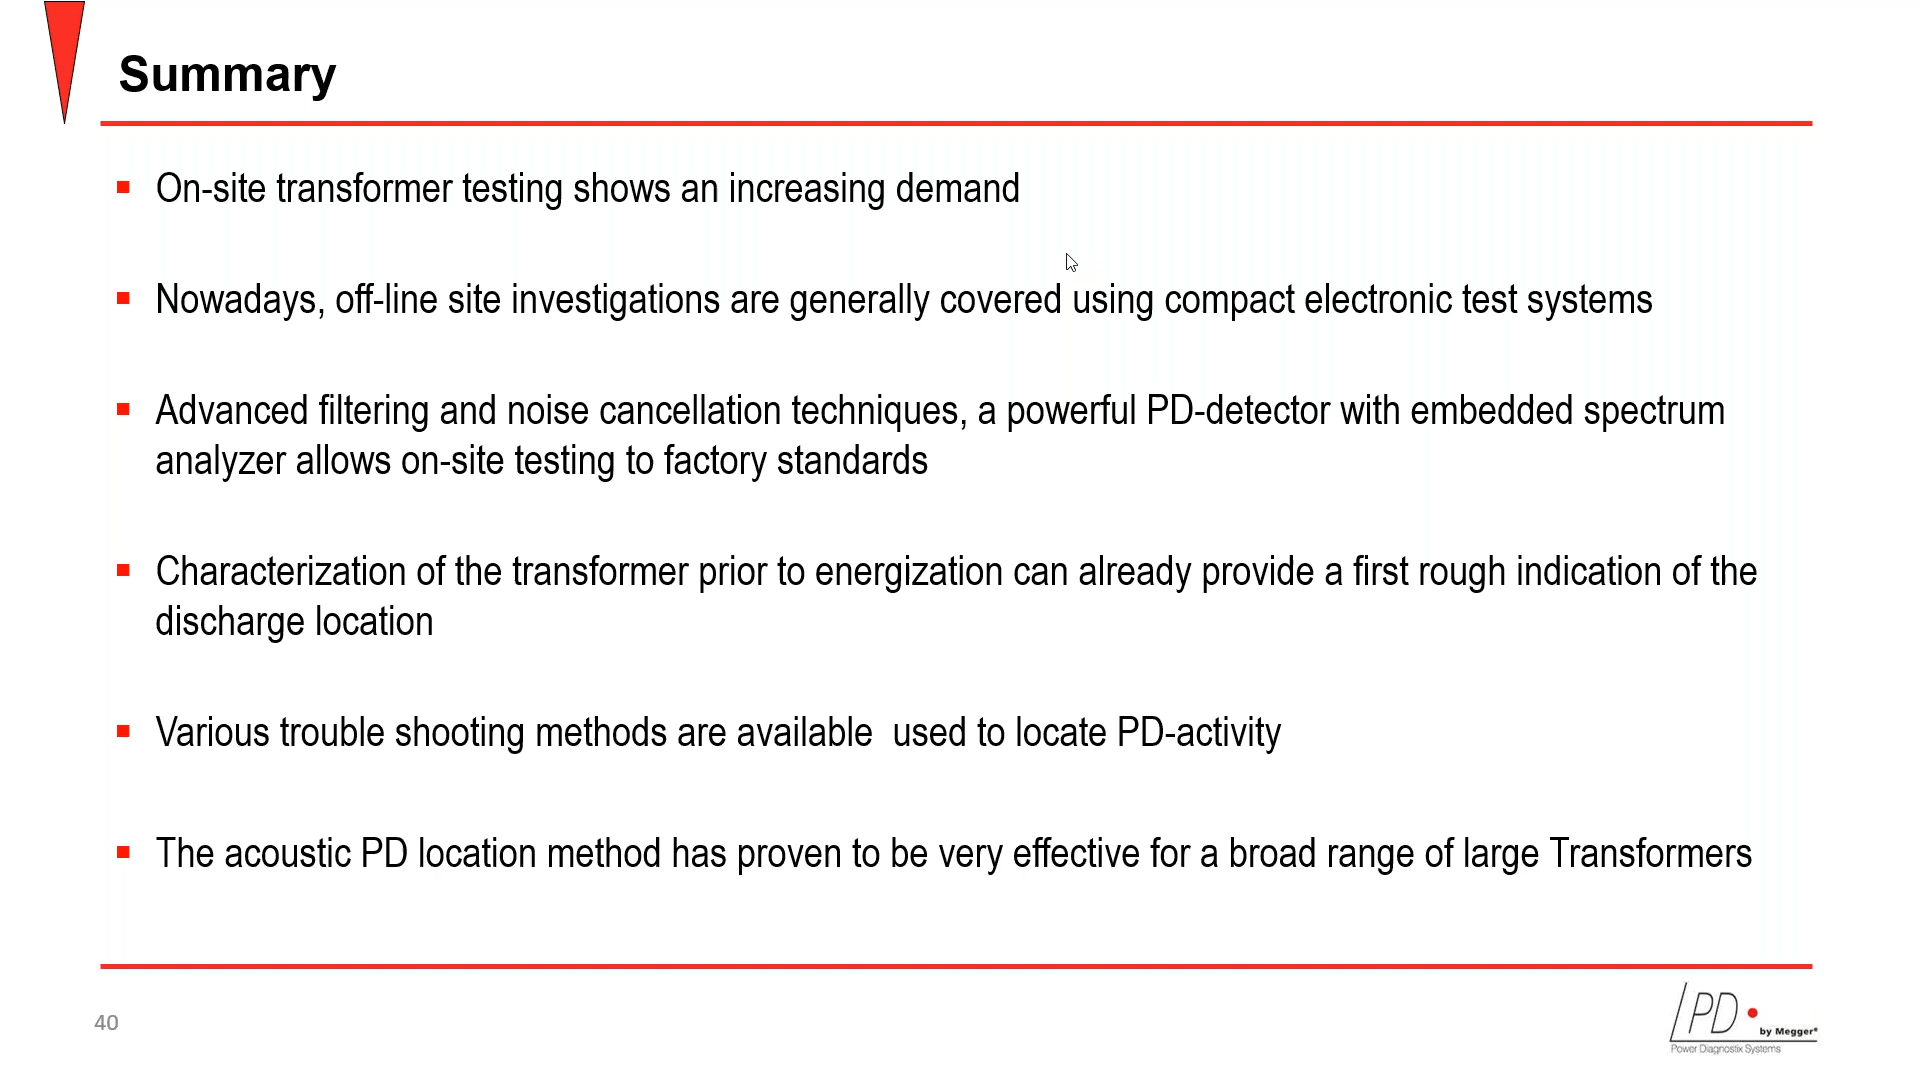 Summary
On-site transformer testing shows an increasing demand
Nowadays, off-line site investigations are generally covered using compact electronic test systems
Advanced filtering and noise cancellation techniques, a powerful PD-detector with embedded spectrum
analyzer allows on-site testing to factory standards
Characterization of the transformer prior to energization can already provide a first rough indication of the
discharge location
Various trouble shooting methods are available  used to locate PD-activity
The acoustic PD location method has proven to be very effective for a broad range of large Transformers
40
PD
by Megger®
Power Diagnostix Systems